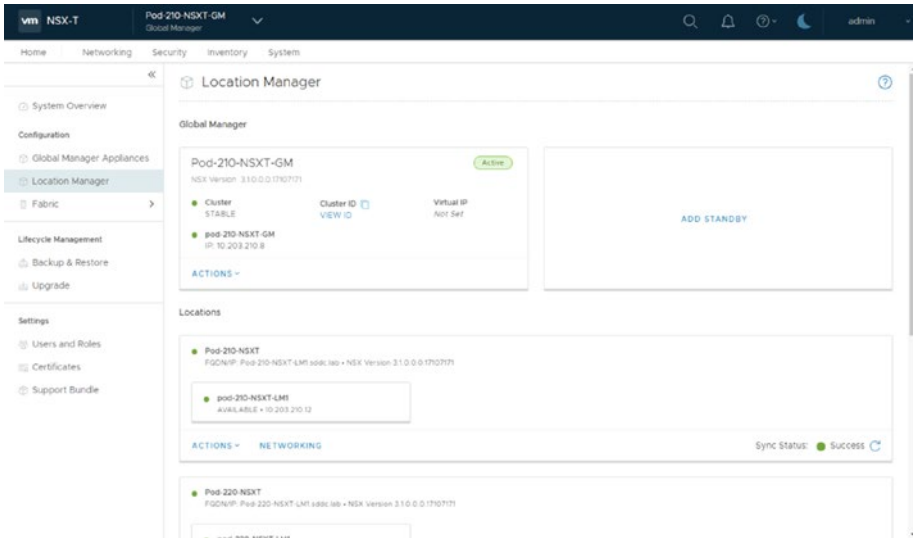 vm NSX-T
Pod-210-NSXT-GM
Global Manager
admin
Home Networking Security Inventory System
System Overview
Configuration
Global Manager Appliances
Location Manager
Fabric
Lifecycle Management
Backup & Restore
Upgrade
Settings
Users and Roles
Certificates
Support Bundle
Location Manager
Global Manager
Pod-210-NSXT-GM
Active
NSX Version 3.1.0.0.0.17107171
Cluster
STABLE
Cluster ID
VIEW ID
Virtual IP
Not Set
pod-210-NSXT-GM
IP: 10.203.210.8
ACTIONS
ADD STANDBY
Locations
Pod-210-NSXT
FQDN/IP: Pod-210-NSXT-LM1.sddc.lab • NSX Version 3.1.0.0.0.17107171
pod-210-NSXT-LM1
AVAILABLE • 10.203.210.12
ACTIONS NETWORKING
Sync Status: Success
Pod-220-NSXT
FQDN/IP: Pod-220-NSXT-LM1.sddc.lab • NSX Version 3.1.0.0.0.17107171